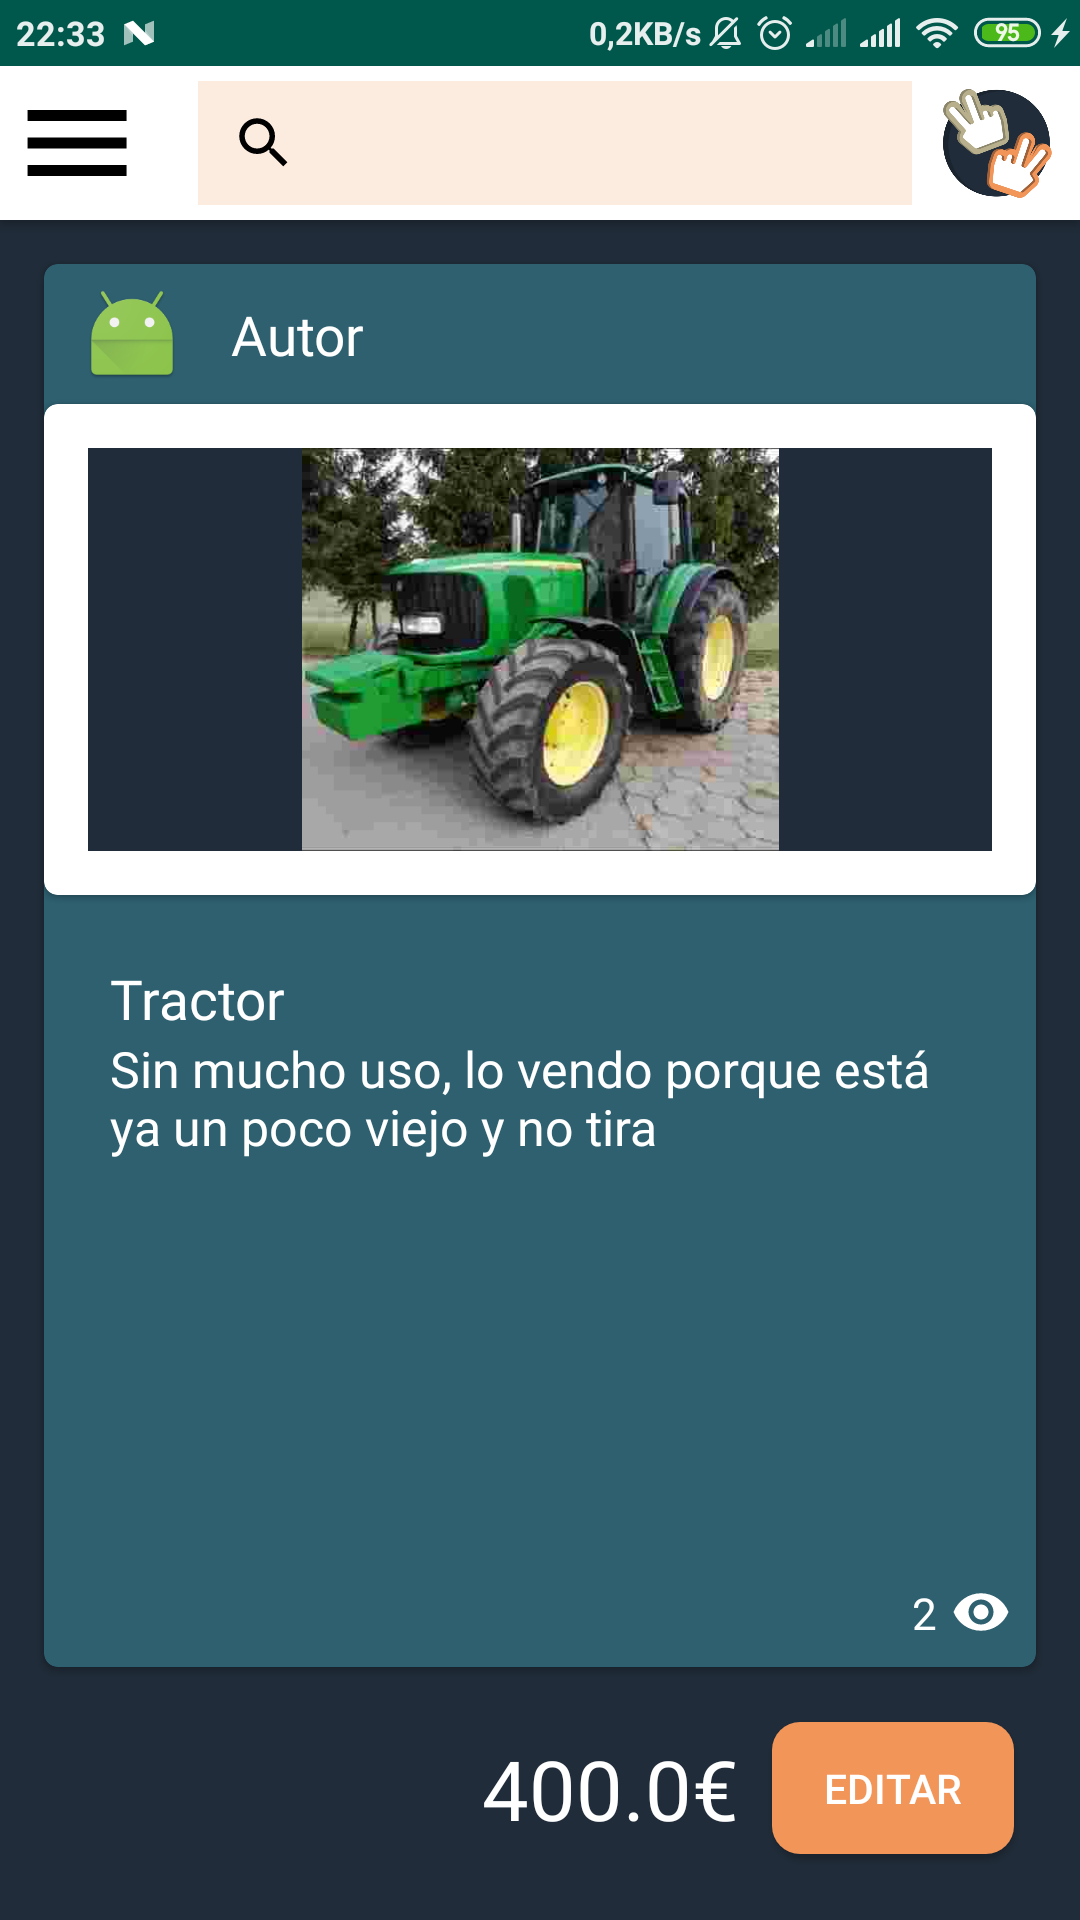 22:33 0,2KB/s 95
Autor
Tractor
Sin mucho uso, lo vendo porque está
ya un poco viejo y no tira
2
400.0€ EDITAR